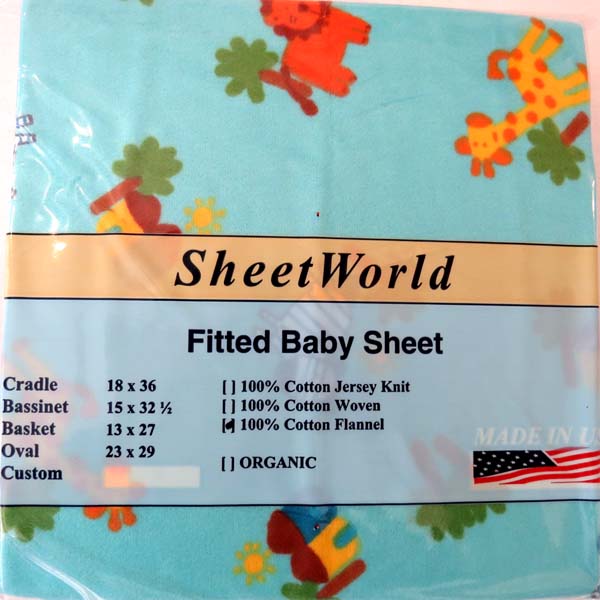 SheetWorld
Fitted Baby Sheet
Cradle 18 x 36 [ ] 100% Cotton Jersey Knit
Bassinet 15 x 32 ½ [ ] 100% Cotton Woven
Basket 13 x 27 [ ] 100% Cotton Flannel
Oval 23 x 29
Custom [ ] ORGANIC
MADE IN US